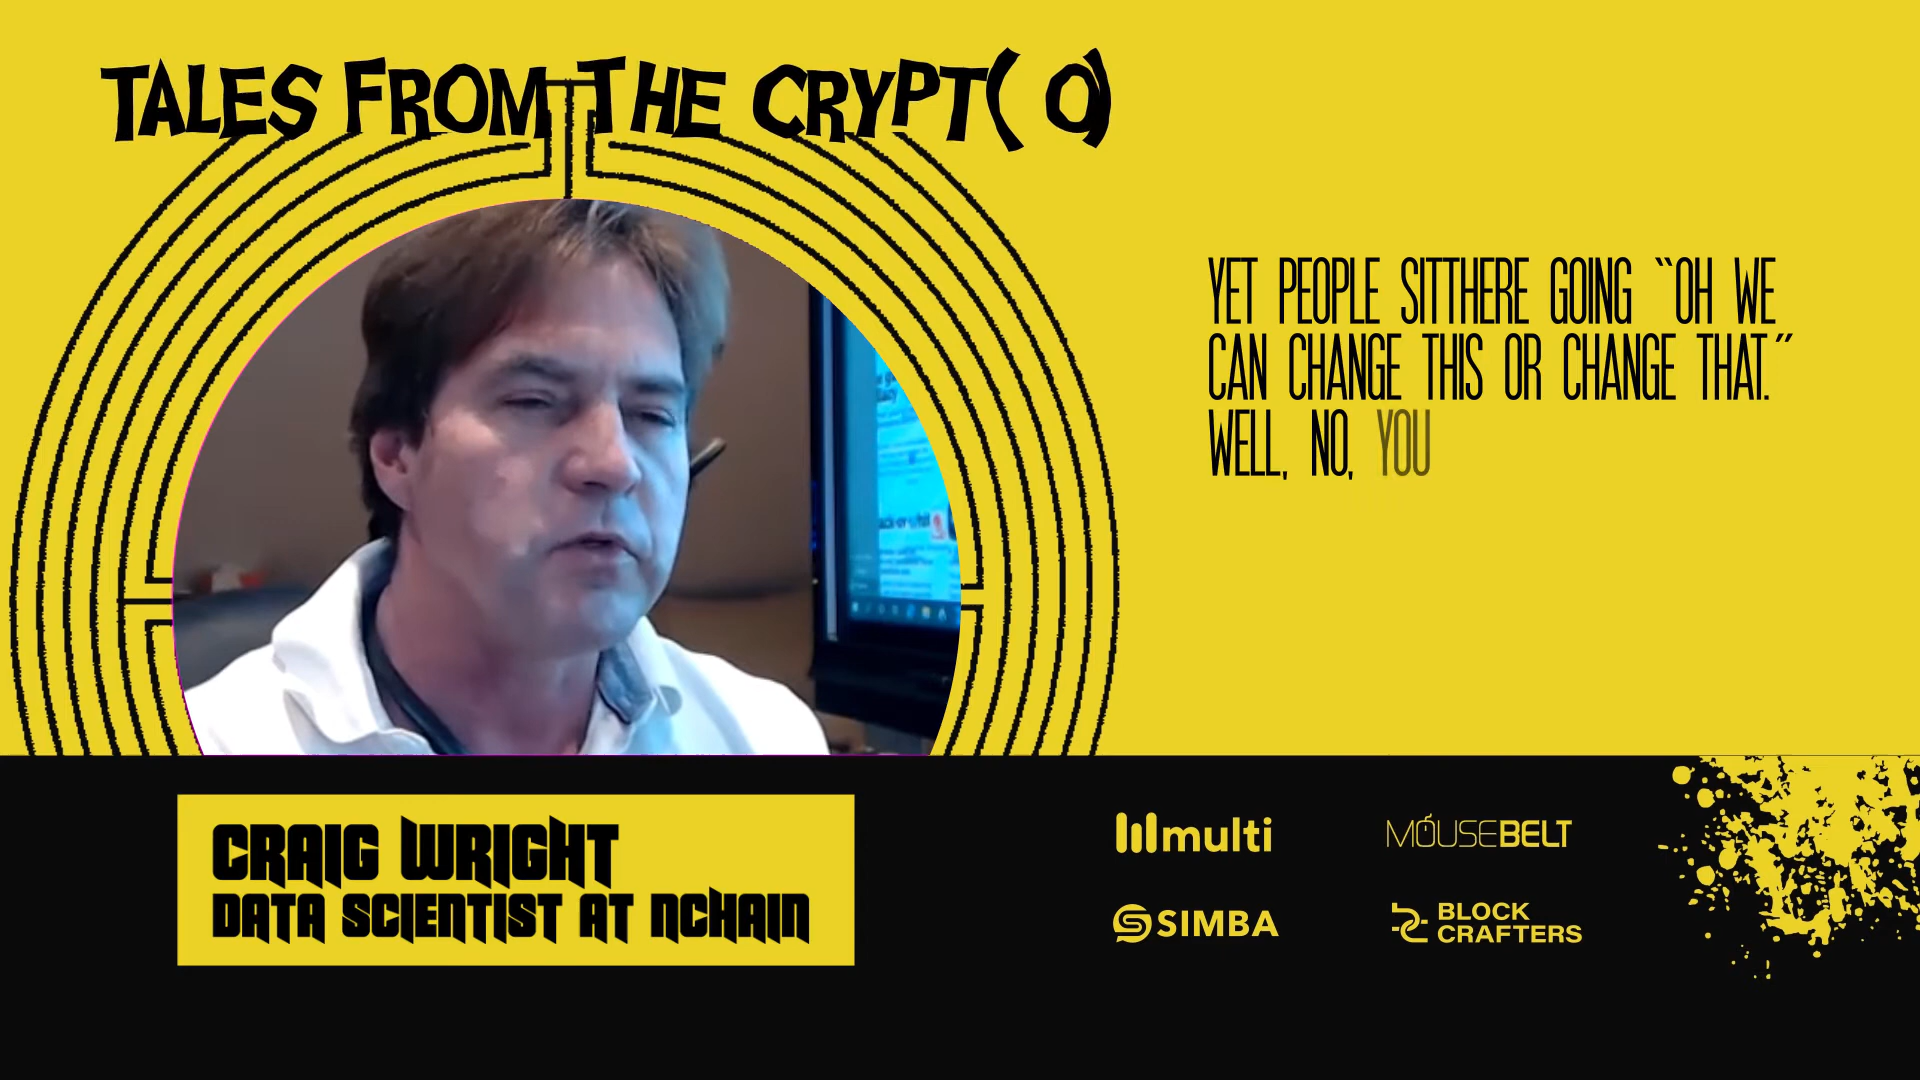 TALES FROM THE CRYPT( O)
YET PEOPLE SITTHERE GOING “OH WE
CAN CHANGE THIS OR CHANGE THAT.”
WELL, NO, YOU
CRAIG WRIGHT
DATA SCIENTIST AT NCHAIN
multi
MOUSEBELT
SIMBA
BLOCK
CRAFTERS